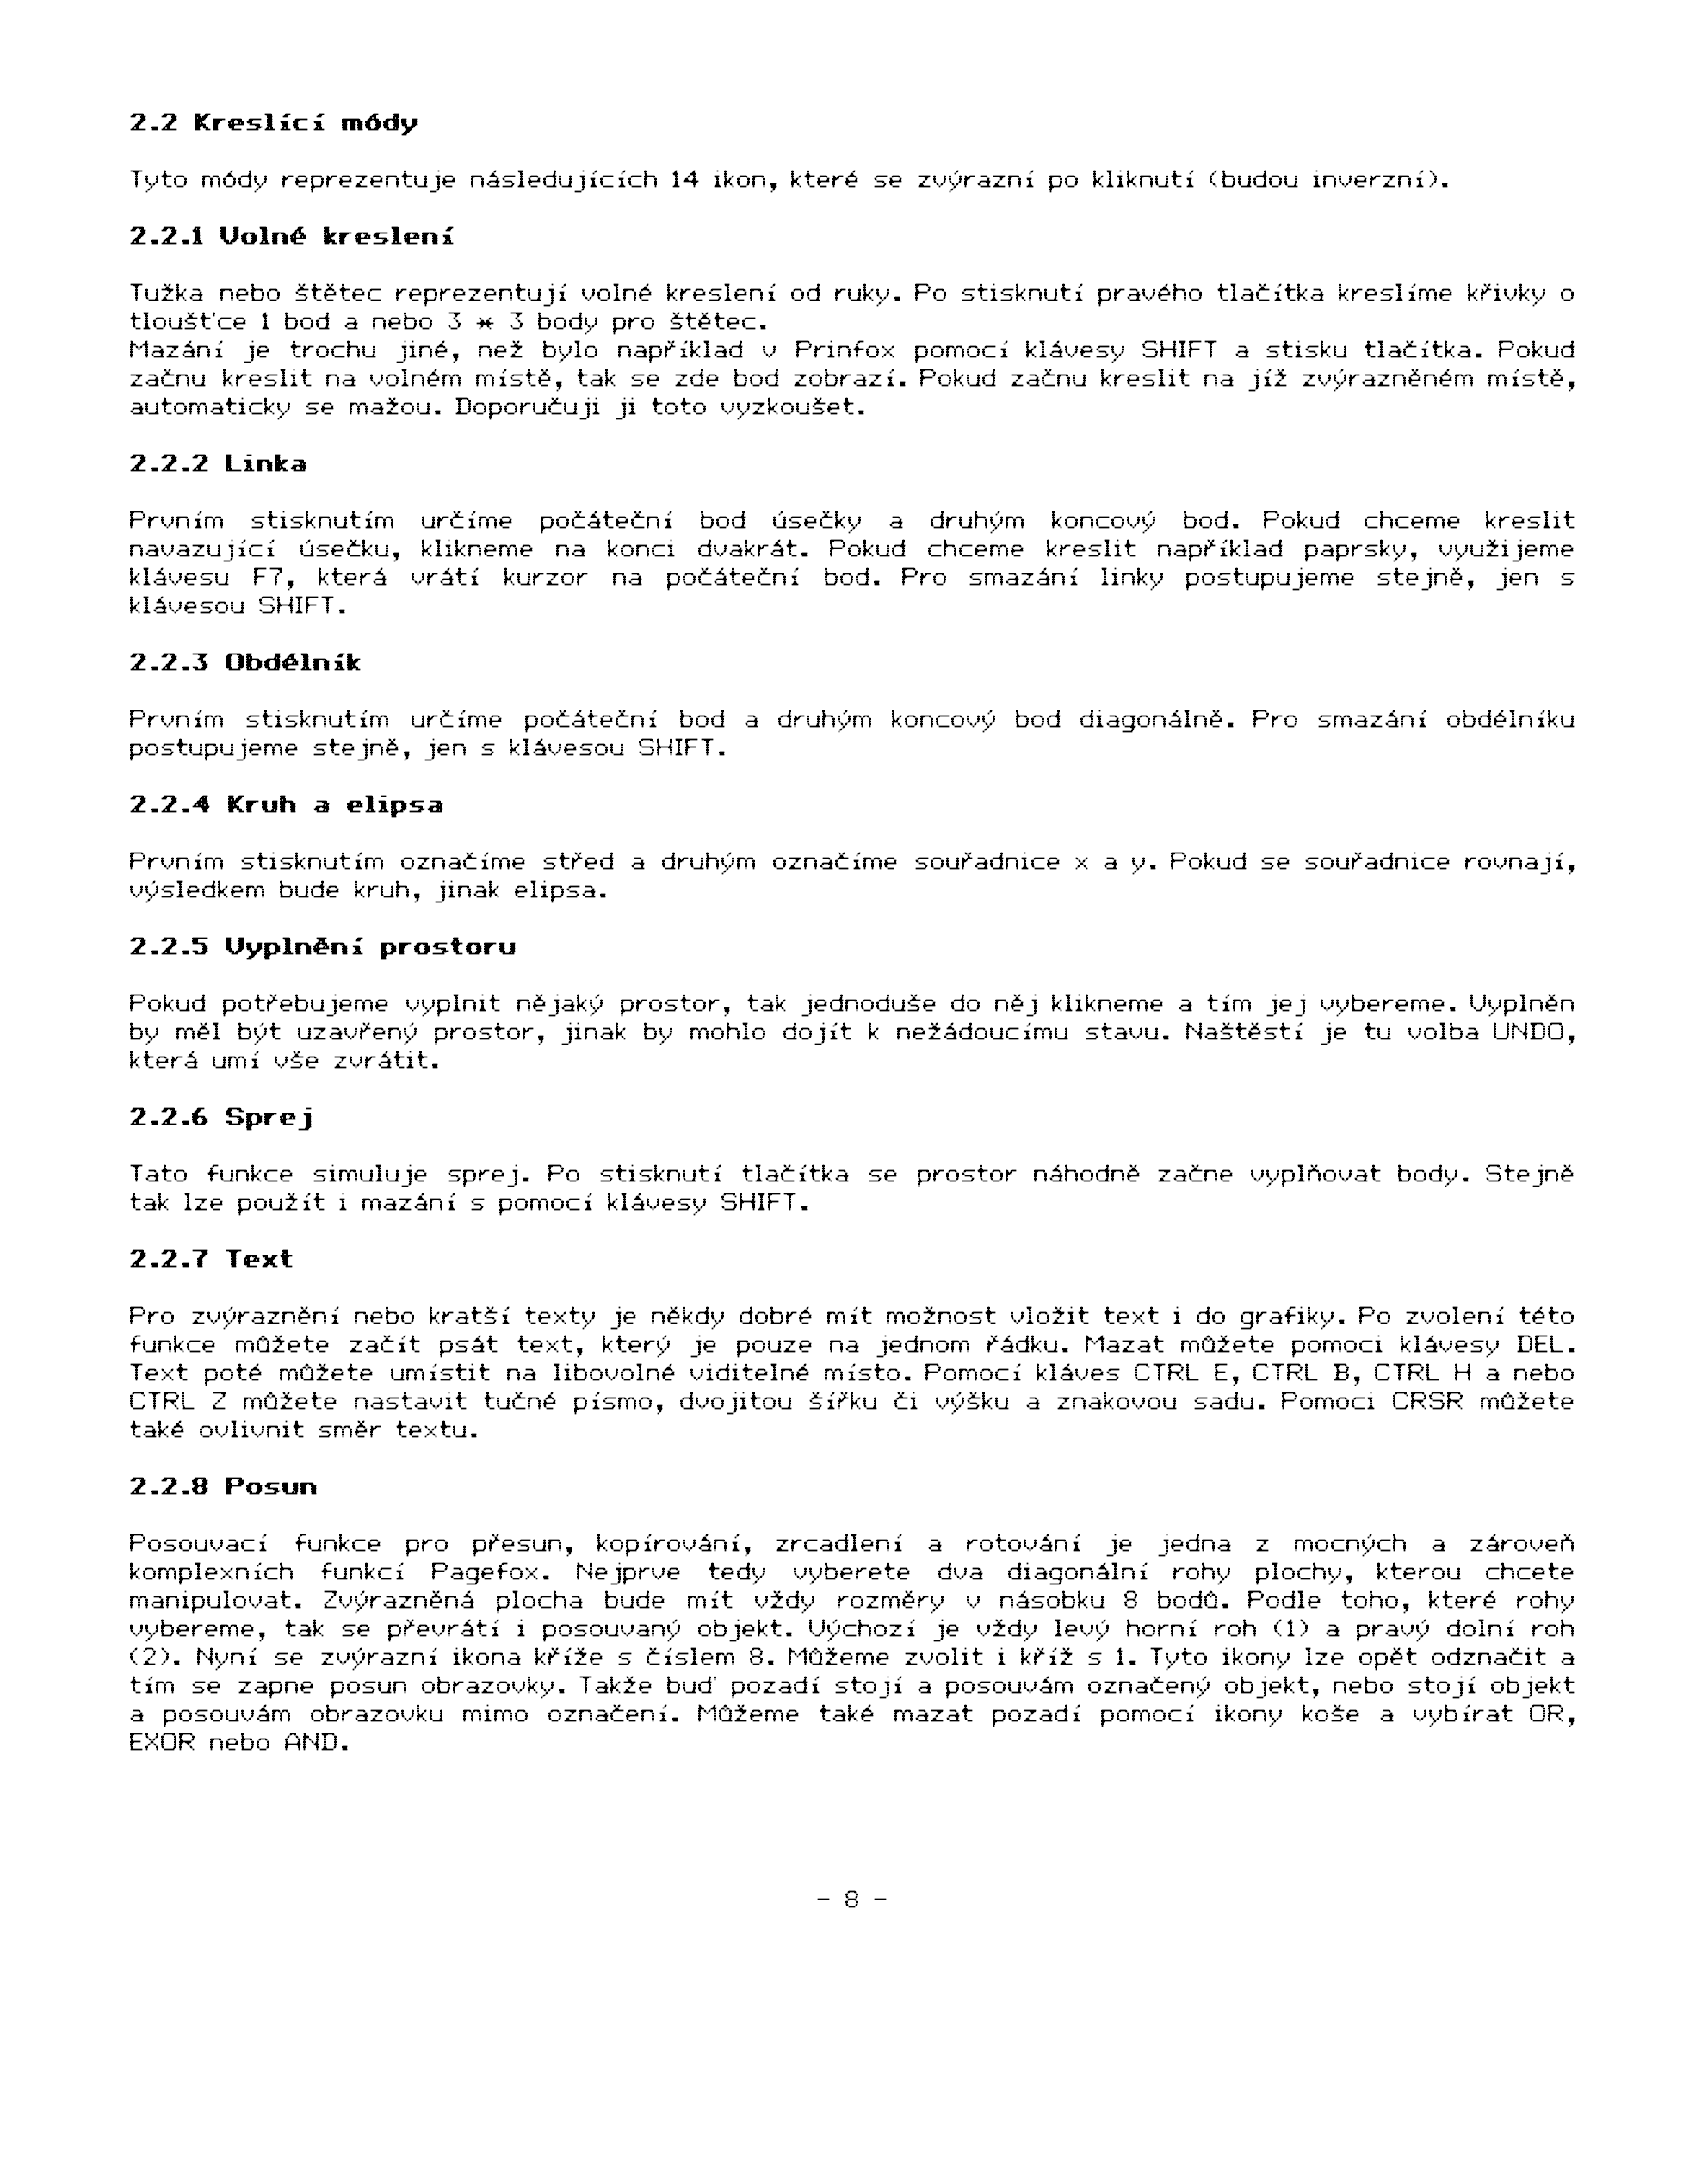 2.2 Kreslící módy
Tyto módy reprezentuje následujících 14 ikon, které se zvýrazní po kliknutí (budou inverzní).
2.2.1 Volné kreslení
Tužka nebo štětec reprezentují volné kreslení od ruky. Po stisknutí pravého tlačítka kreslíme křivky o
tloušťce 1 bod a nebo 3 * 3 body pro štětec.
Mazání je trochu jiné, než bylo například v Prinfox pomocí klávesy SHIFT a stisku tlačítka. Pokud
začnu kreslit na volném místě, tak se zde bod zobrazí. Pokud začnu kreslit na jíž zvýrazněném místě,
automaticky se mažou. Doporučuji ji toto vyzkoušet.
2.2.2 Linka
Prvním stisknutím určíme počáteční bod úsečky a druhým koncový bod. Pokud chceme kreslit
navazující úsečku, klikneme na konci dvakrát. Pokud chceme kreslit například paprsky, využijeme
klávesu F7, která vrátí kurzor na počáteční bod. Pro smazání linky postupujeme stejně, jen s
klávesou SHIFT.
2.2.3 Obdélník
Prvním stisknutím určíme počáteční bod a druhým koncový bod diagonálně. Pro smazání obdélníku
postupujeme stejně, jen s klávesou SHIFT.
2.2.4 Kruh a elipsa
Prvním stisknutím označíme střed a druhým označíme souřadnice x a y. Pokud se souřadnice rovnají,
výsledkem bude kruh, jinak elipsa.
2.2.5 Vyplnění prostoru
Pokud potřebujeme vyplnit nějaký prostor, tak jednoduše do něj klikneme a tím jej vybereme. Vyplněn
by měl být uzavřený prostor, jinak by mohlo dojít k nežádoucímu stavu. Naštěstí je tu volba UNDO,
která umí vše zvrátit.
2.2.6 Sprej
Tato funkce simuluje sprej. Po stisknutí tlačítka se prostor náhodně začne vyplňovat body. Stejně
tak lze použít i mazání s pomocí klávesy SHIFT.
2.2.7 Text
Pro zvýraznění nebo kratší texty je někdy dobré mít možnost vložit text i do grafiky. Po zvolení této
funkce můžete začít psát text, který je pouze na jednom řádku. Mazat můžete pomoci klávesy DEL.
Text poté můžete umístit na libovolné viditelné místo. Pomocí kláves CTRL E, CTRL B, CTRL H a nebo
CTRL Z můžete nastavit tučné písmo, dvojitou šířku či výšku a znakovou sadu. Pomoci CRSR můžete
také ovlivnit směr textu.
2.2.8 Posun
Posouvací funkce pro přesun, kopírování, zrcadlení a rotování je jedna z mocných a zároveň
komplexních funkcí Pagefox. Nejprve tedy vyberete dva diagonální rohy plochy, kterou chcete
manipulovat. Zvýrazněná plocha bude mít vždy rozměry v násobku 8 bodů. Podle toho, které rohy
vybereme, tak se převrátí i posouvaný objekt. Výchozí je vždy levý horní roh (1) a pravý dolní roh
(2). Nyní se zvýrazní ikona kříže s číslem 8. Můžeme zvolit i kříž s 1. Tyto ikony lze opět odznačit a
tím se zapne posun obrazovky. Takže buď pozadí stojí a posouvám označený objekt, nebo stojí objekt
a posouvám obrazovku mimo označení. Můžeme také mazat pozadí pomocí ikony koše a vybírat OR,
EXOR nebo AND.
- 8 -